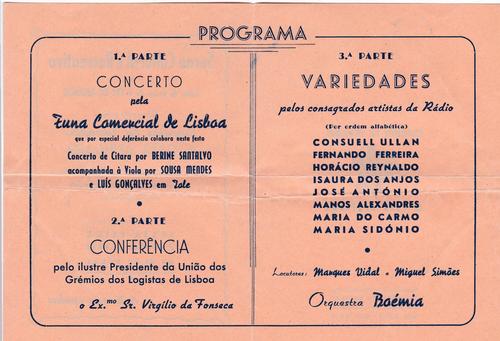 PROGRAMA
1.ª PARTE
CONCERTO
pela
Tuna Comercial de Lisboa
que por especial deferência colabora nesta festa
Concerto de Citara por BERINE SANTALVO
acompanhada à Viola por SOUSA MENDES
e LUÍS GONÇALVES em Jale
2.ª PARTE
CONFERÊNCIA
pelo ilustre Presidente da União dos
Grémios dos Logistas de Lisboa
o Ex.mo Sr. Virgílio da Fonseca
3.ª PARTE
VARIEDADES
pelos consagrados artistas da Rádio
(Por ordem alfabética)
CONSUELL ULLAN
FERNANDO FERREIRA
HORÁCIO REYNALDO
ISAURA DOS ANJOS
JOSÉ ANTÓNIO
MANOS ALEXANDRES
MARIA DO CARMO
MARIA SIDÓNIO
Locutores: Marques Vidal e Miguel Simões
Orquestra Boémia